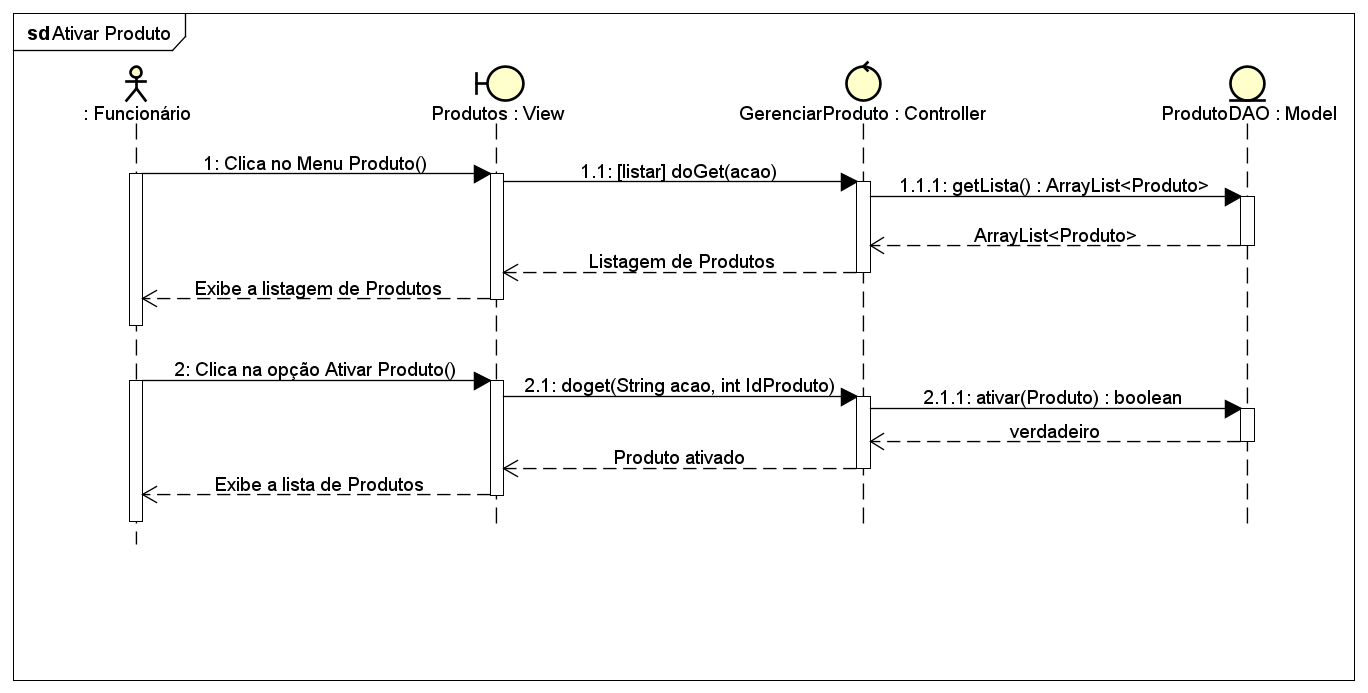 sd Ativar Produto
: Funcionário
Produtos : View
GerenciarProduto : Controller
ProdutoDAO : Model
1: Clica no Menu Produto()
1.1: [listar] doGet(acao)
1.1.1: getLista() : ArrayList<Produto>
ArrayList<Produto>
Listagem de Produtos
Exibe a listagem de Produtos
2: Clica na opção Ativar Produto()
2.1: doget(String acao, int IdProduto)
2.1.1: ativar(Produto) : boolean
verdadeiro
Produto ativado
Exibe a lista de Produtos